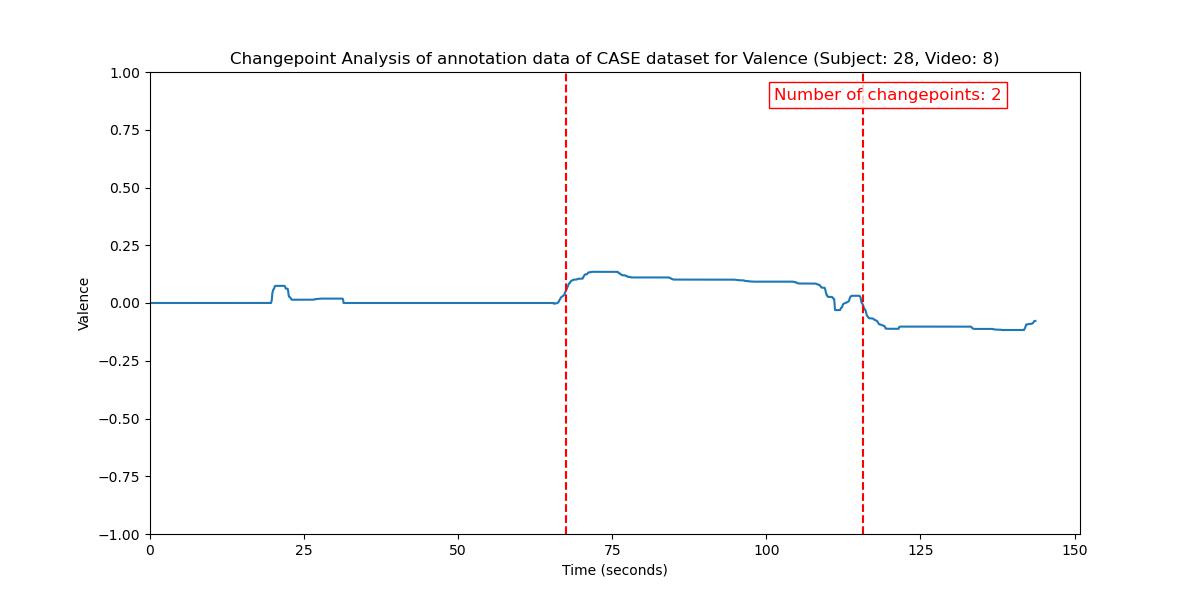 Changepoint Analysis of annotation data of CASE dataset for Valence (Subject: 28, Video: 8)
1.00
Number of changepoints: 2
0.75
0.50
0.25
0.00
−0.25
−0.50
−0.75
−1.00
Valence
0 25 50 75 100 125 150
Time (seconds)